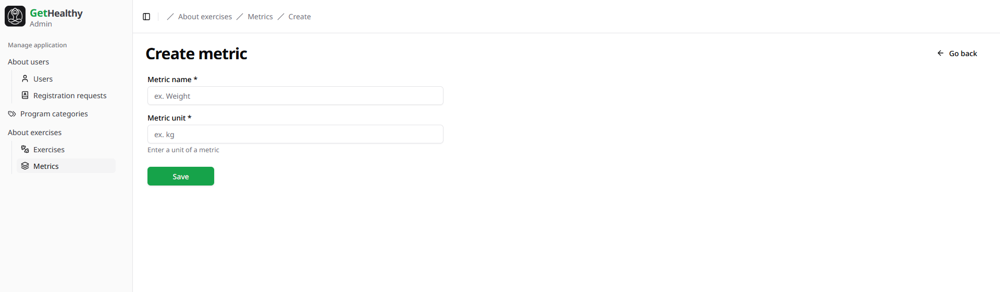 GetHealthy
Admin
Manage application
About users
Users
Registration requests
Program categories
About exercises
Exercises
Metrics
About exercises Metrics Create
Create metric
Go back
Metric name *
ex. Weight
Metric unit *
ex. kg
Enter a unit of a metric
Save